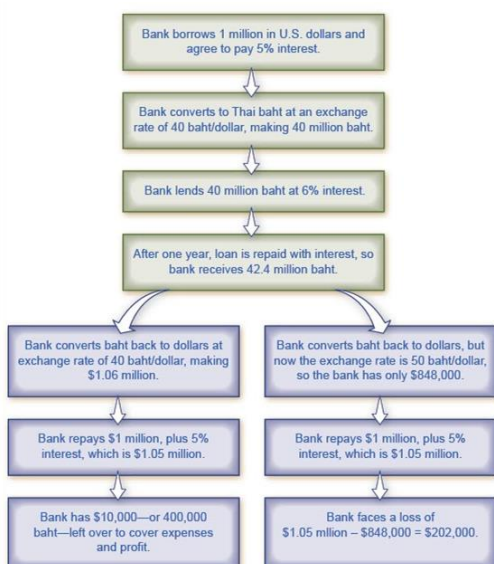 Bank borrows 1 million in U.S. dollars and
agree to pay 5% interest.
Bank converts to Thai baht at an exchange
rate of 40 baht/dollar, making 40 million baht.
Bank lends 40 million baht at 6% interest.
After one year, loan is repaid with interest, so
bank receives 42.4 million baht.
Bank converts baht back to dollars at
exchange rate of 40 baht/dollar, making
$1.06 million.
Bank repays $1 million, plus 5%
interest, which is $1.05 million.
Bank has $10,000—or 400,000
baht—left over to cover expenses
and profit.
Bank converts baht back to dollars, but
now the exchange rate is 50 baht/dollar,
so the bank has only $848,000.
Bank repays $1 million, plus 5%
interest, which is $1.05 million.
Bank faces a loss of
$1.05 mllion – $848,000 = $202,000.